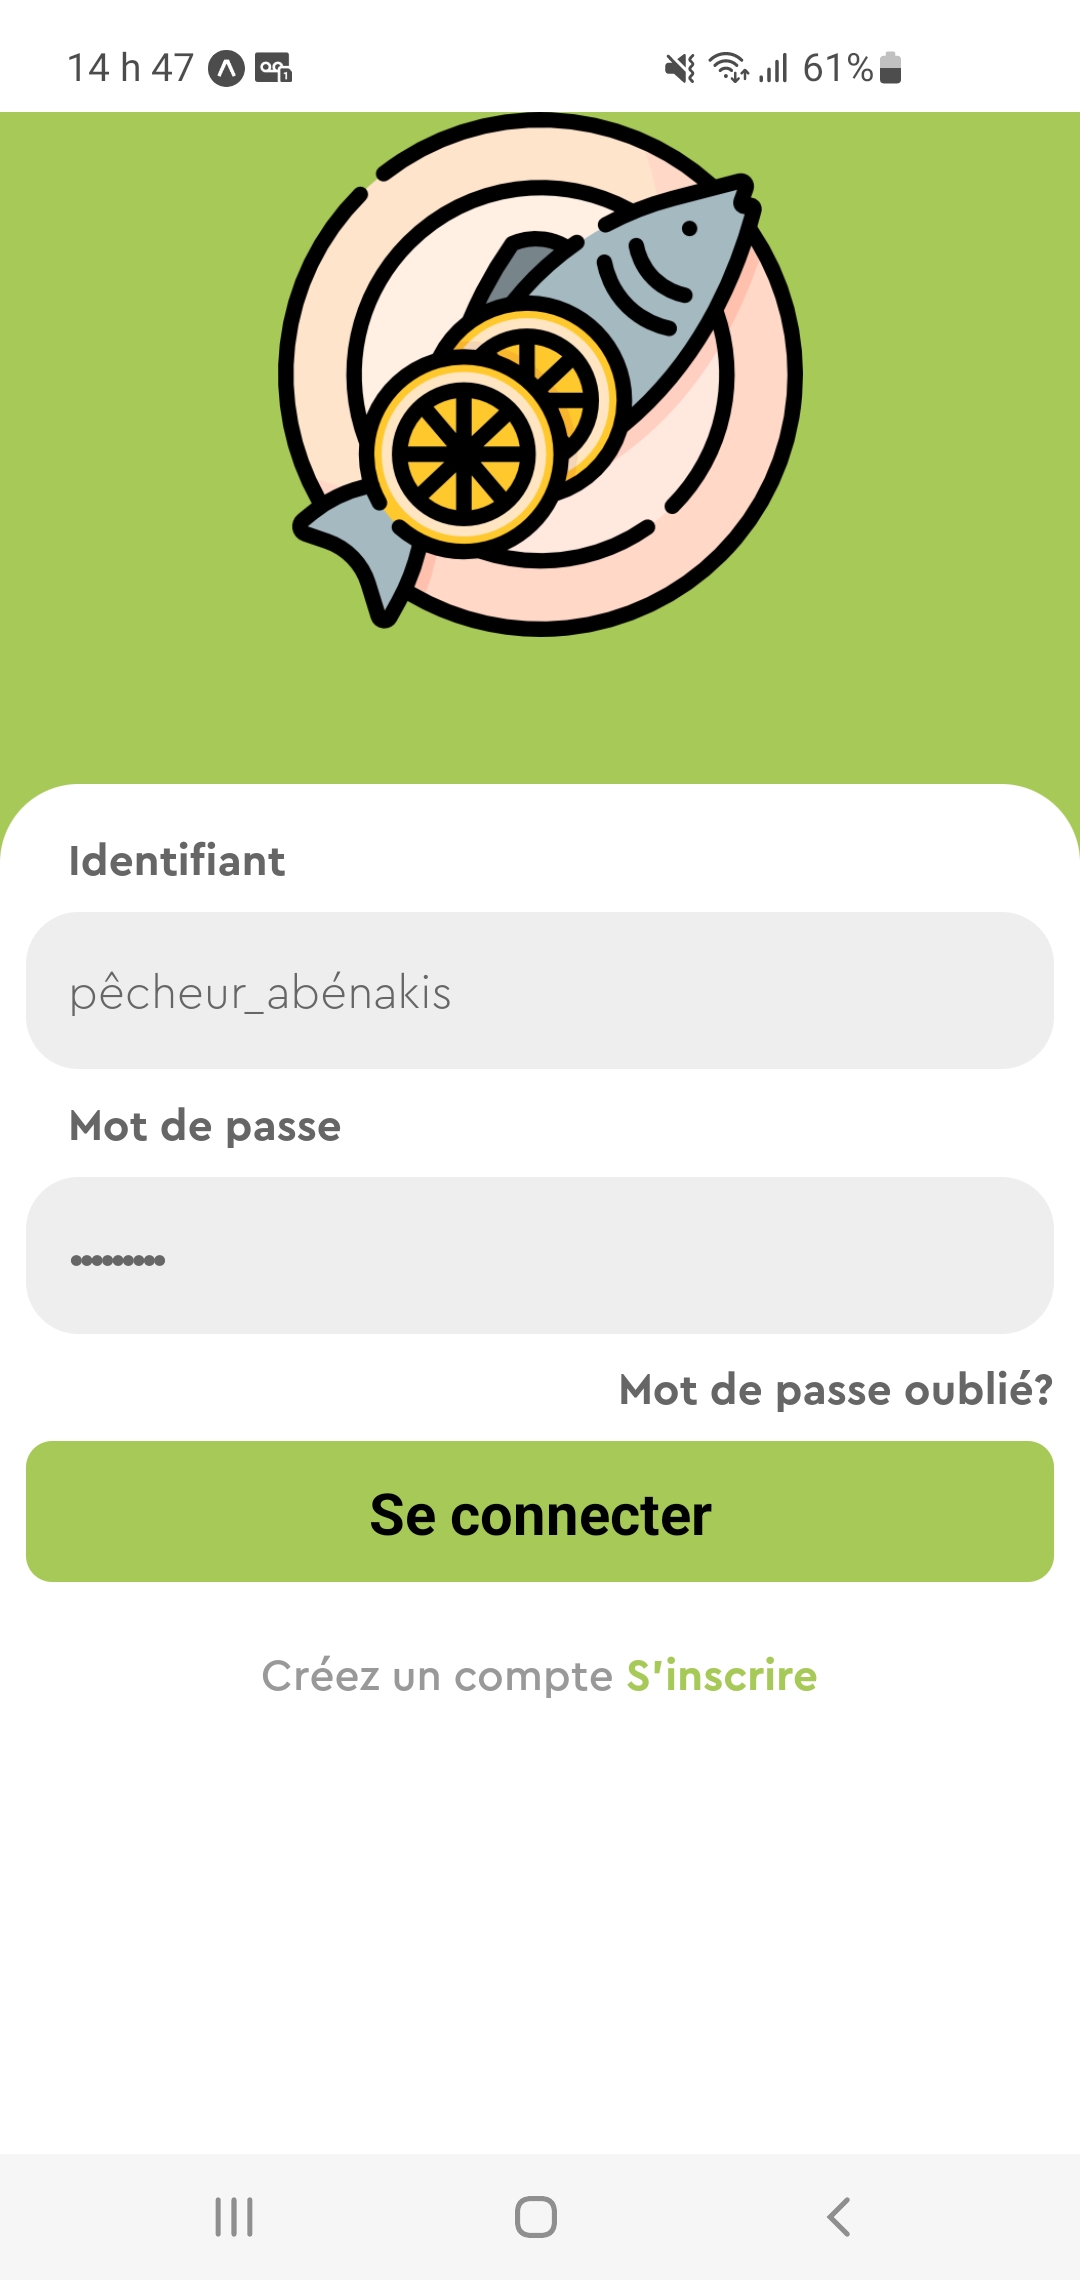 14 h 47 61%
Identifiant
pêcheur_abénakis
Mot de passe
•••••••••
Mot de passe oublié?
Se connecter
Créez un compte S'inscrire